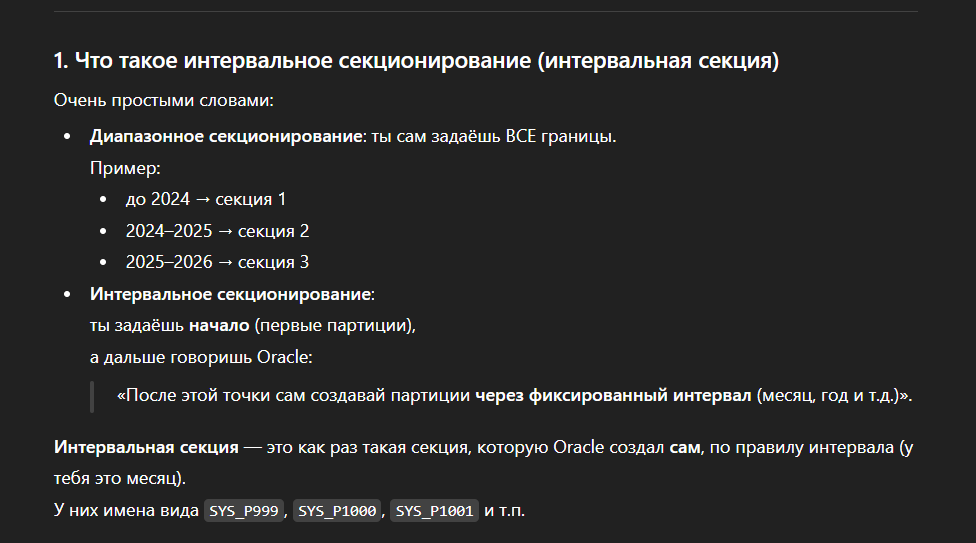 1. Что такое интервальное секционирование (интервальная секция)
Очень простыми словами:
• Диапазонное секционирование: ты сам задаёшь ВСЕ границы.
Пример:
• до 2024 → секция 1
• 2024–2025 → секция 2
• 2025–2026 → секция 3
• Интервальное секционирование:
ты задаёшь начало (первые партиции),
а дальше говоришь Oracle:
«После этой точки сам создавай партиции через фиксированный интервал (месяц, год и т.д.)».
Интервальная секция — это как раз такая секция, которую Oracle создал сам, по правилу интервала (у
тебя это месяц).
У них имена вида SYS_P999, SYS_P1000, SYS_P1001 и т.п.